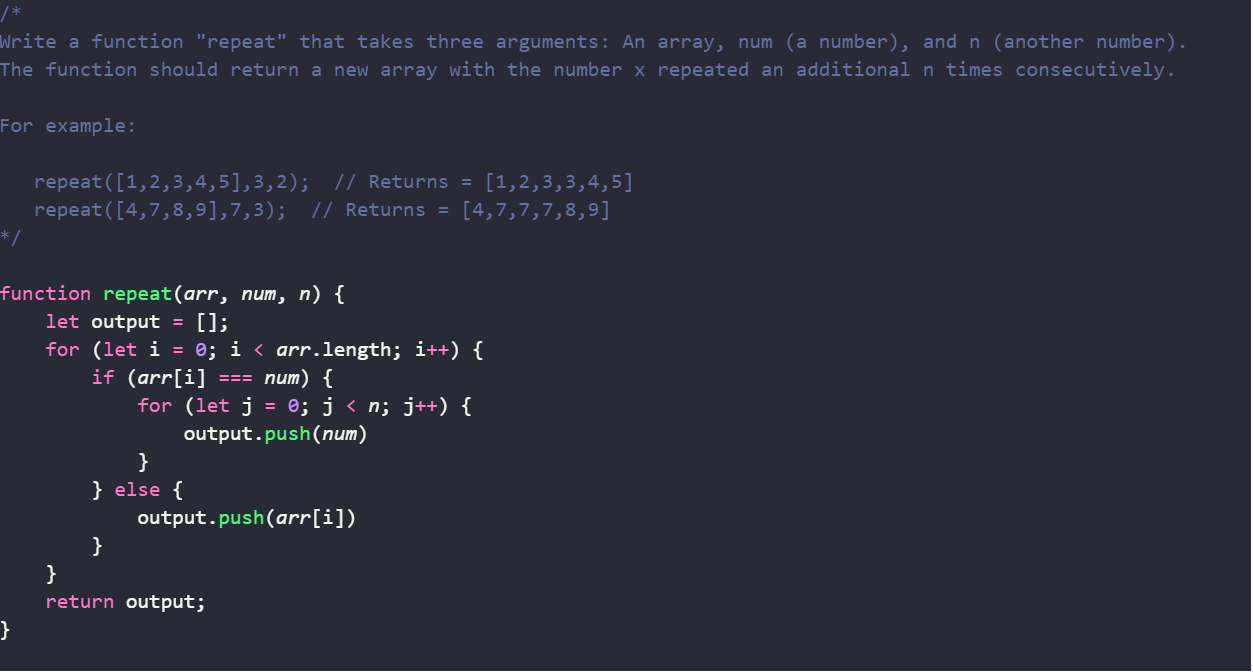 /*
Write a function "repeat" that takes three arguments: An array, num (a number), and n (another number).
The function should return a new array with the number x repeated an additional n times consecutively.
For example:
   repeat([1,2,3,4,5],3,2);  // Returns = [1,2,3,3,4,5]
   repeat([4,7,8,9],7,3);  // Returns = [4,7,7,7,8,9]
*/
function repeat(arr, num, n) {
    let output = [];
    for (let i = 0; i < arr.length; i++) {
        if (arr[i] === num) {
            for (let j = 0; j < n; j++) {
                output.push(num)
            }
        } else {
            output.push(arr[i])
        }
    }
    return output;
}